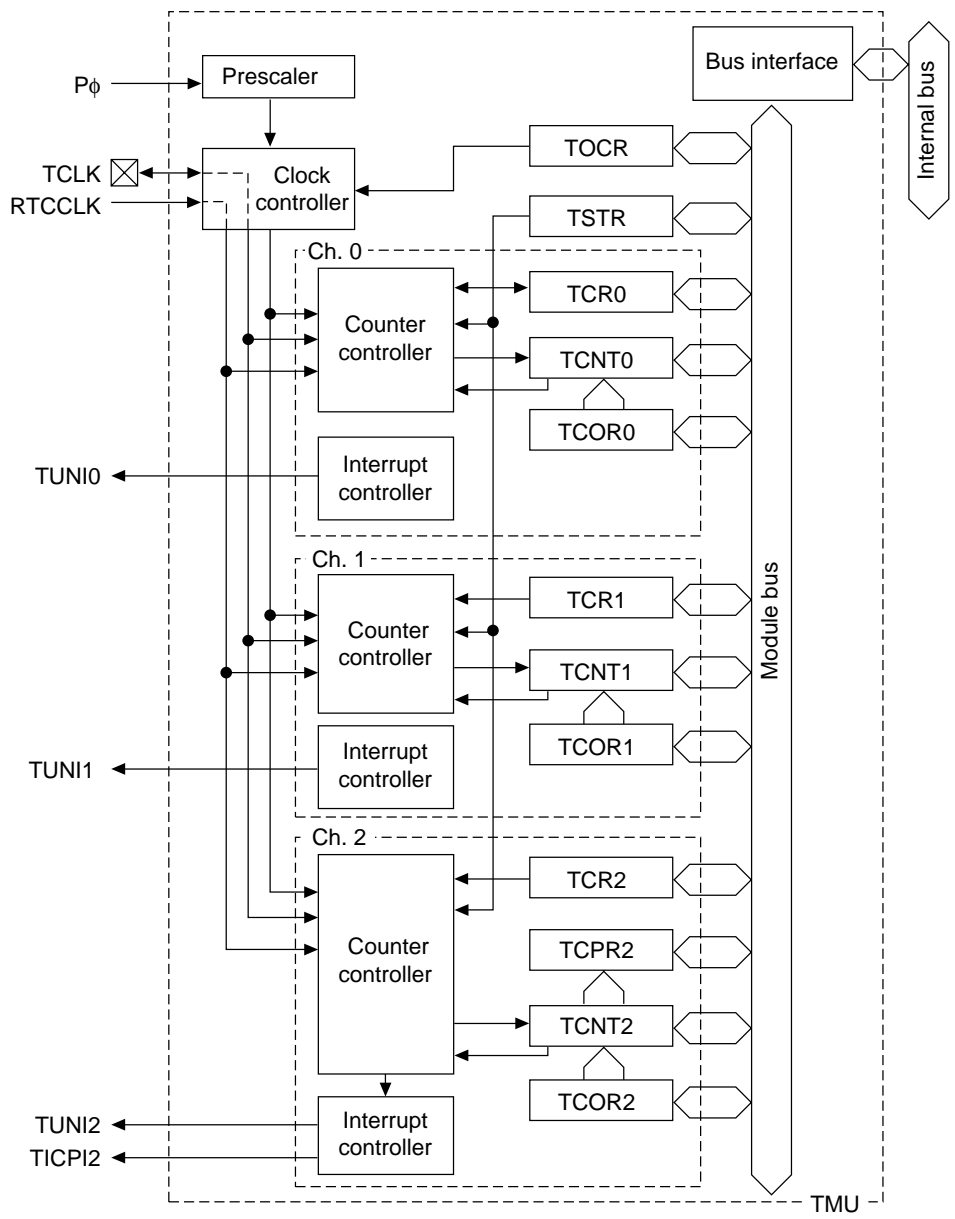 Bus interface
Internal bus
Prescaler
Pϕ
TOCR
TCLK
Clock
controller
RTCCLK
TSTR
Ch. 0
TCR0
Counter
controller
TCNT0
TCOR0
Interrupt
controller
TUNI0
Module bus
Ch. 1
TCR1
Counter
controller
TCNT1
TCOR1
Interrupt
controller
TUNI1
Ch. 2
TCR2
TCPR2
Counter
controller
TCNT2
TCOR2
Interrupt
controller
TUNI2
TICPI2
TMU